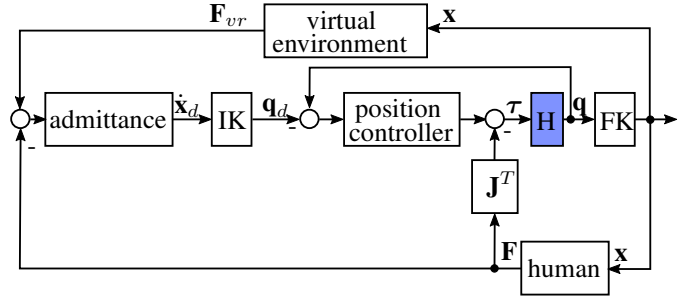 F_vr
virtual
environment
x
admittance
ẋ_d
IK
q_d
-
position
controller
τ
-
H
q
FK
-
J^T
F
human
x